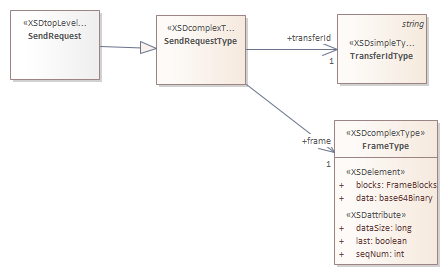 «XSDtopLevel...
SendRequest
«XSDcomplexT...
SendRequestType
+transferId
1
string
«XSDsimpleTy...
TransferIdType
+frame
1
«XSDcomplexType»
FrameType
«XSDelement»
+ blocks: FrameBlocks
+ data: base64Binary
«XSDattribute»
+ dataSize: long
+ last: boolean
+ seqNum: int